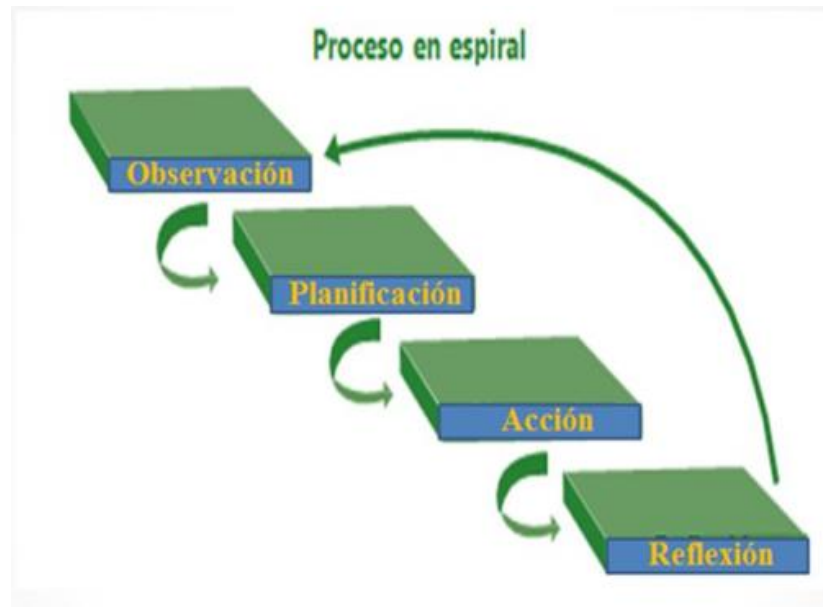 Proceso en espiral
Observación
Planificación
Acción
Reflexión